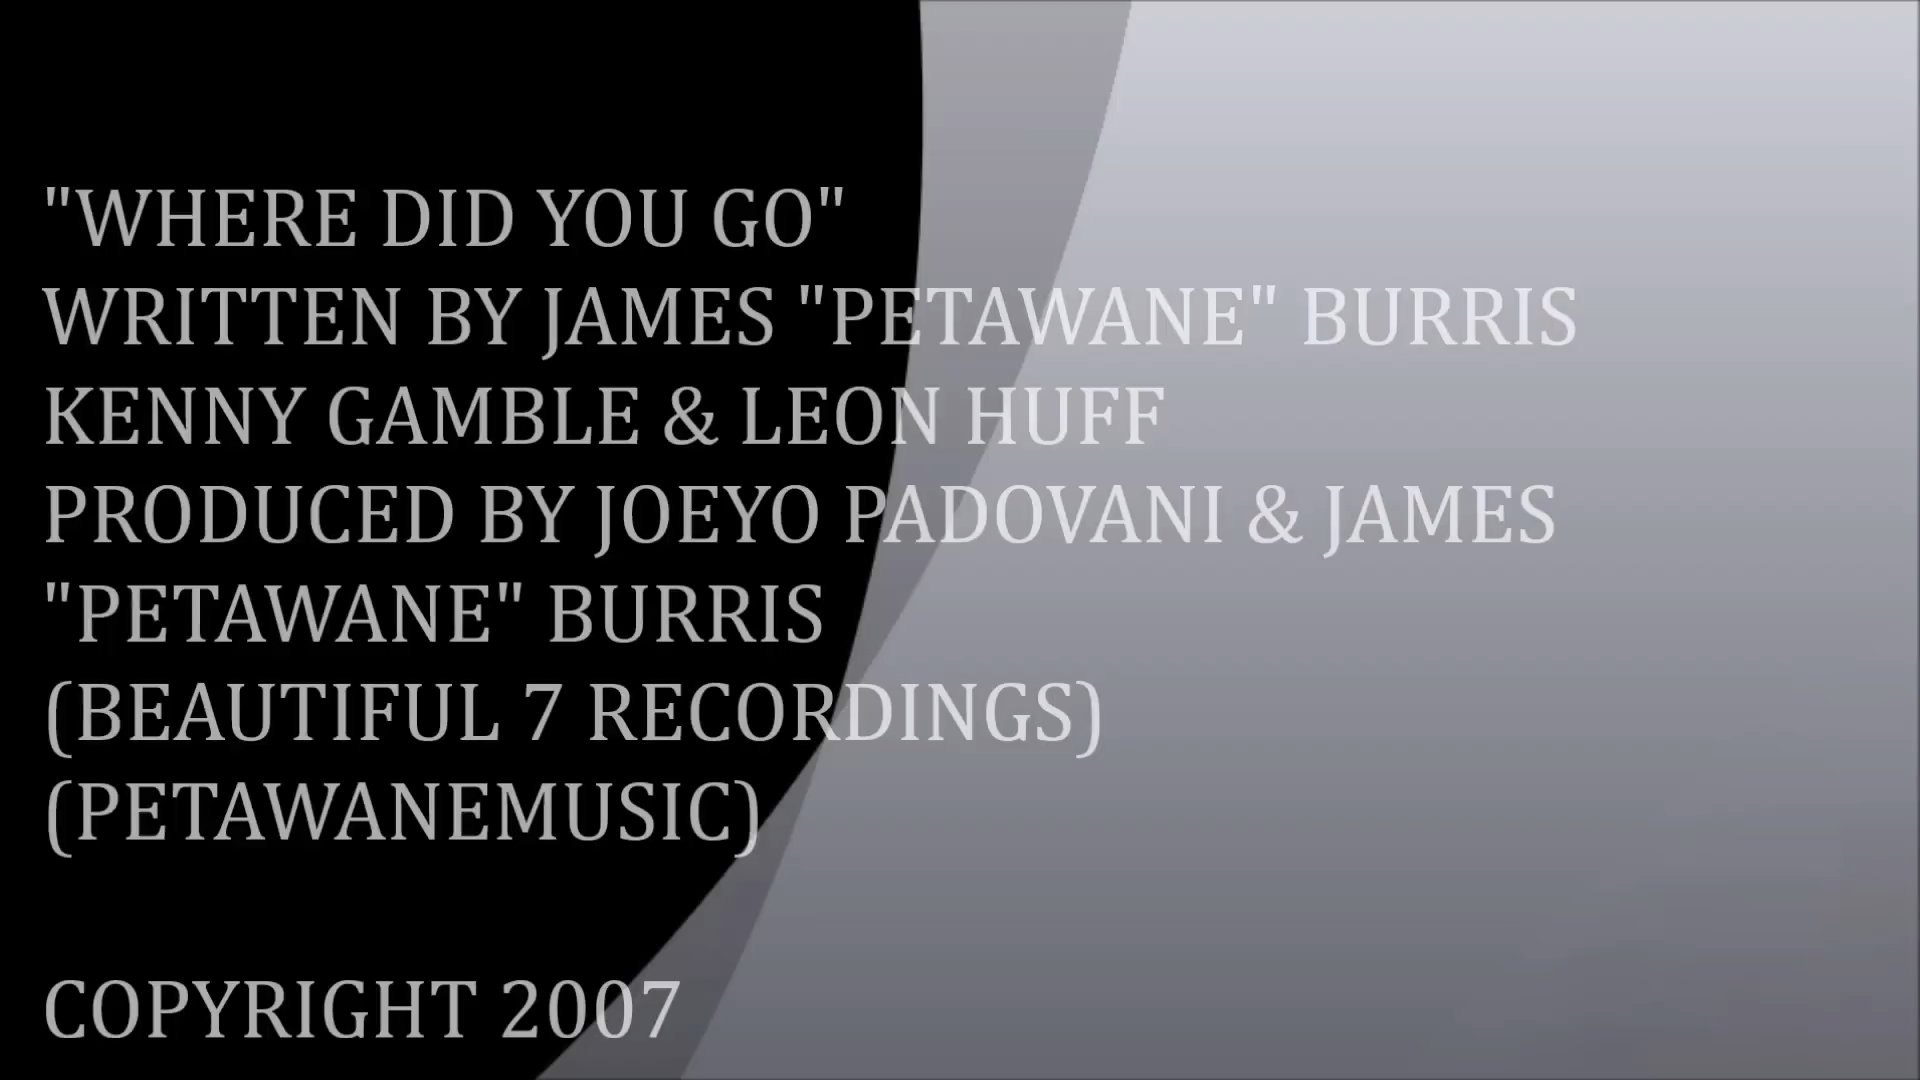 "WHERE DID YOU GO"
WRITTEN BY JAMES "PETAWANE" BURRIS
KENNY GAMBLE & LEON HUFF
PRODUCED BY JOEYO PADOVANI & JAMES
"PETAWANE" BURRIS
(BEAUTIFUL 7 RECORDINGS)
(PETAWANEMUSIC)
COPYRIGHT 2007